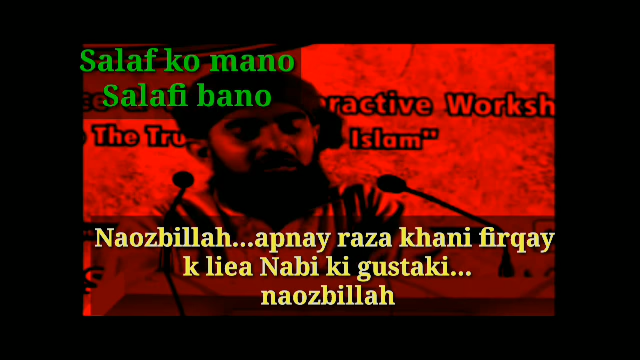 Salaf ko mano
Salafi bano
eractive Worksh
The Tru
Islam"
Naozbillah...apnay raza khani firqay
k liea Nabi ki gustaki...
naozbillah